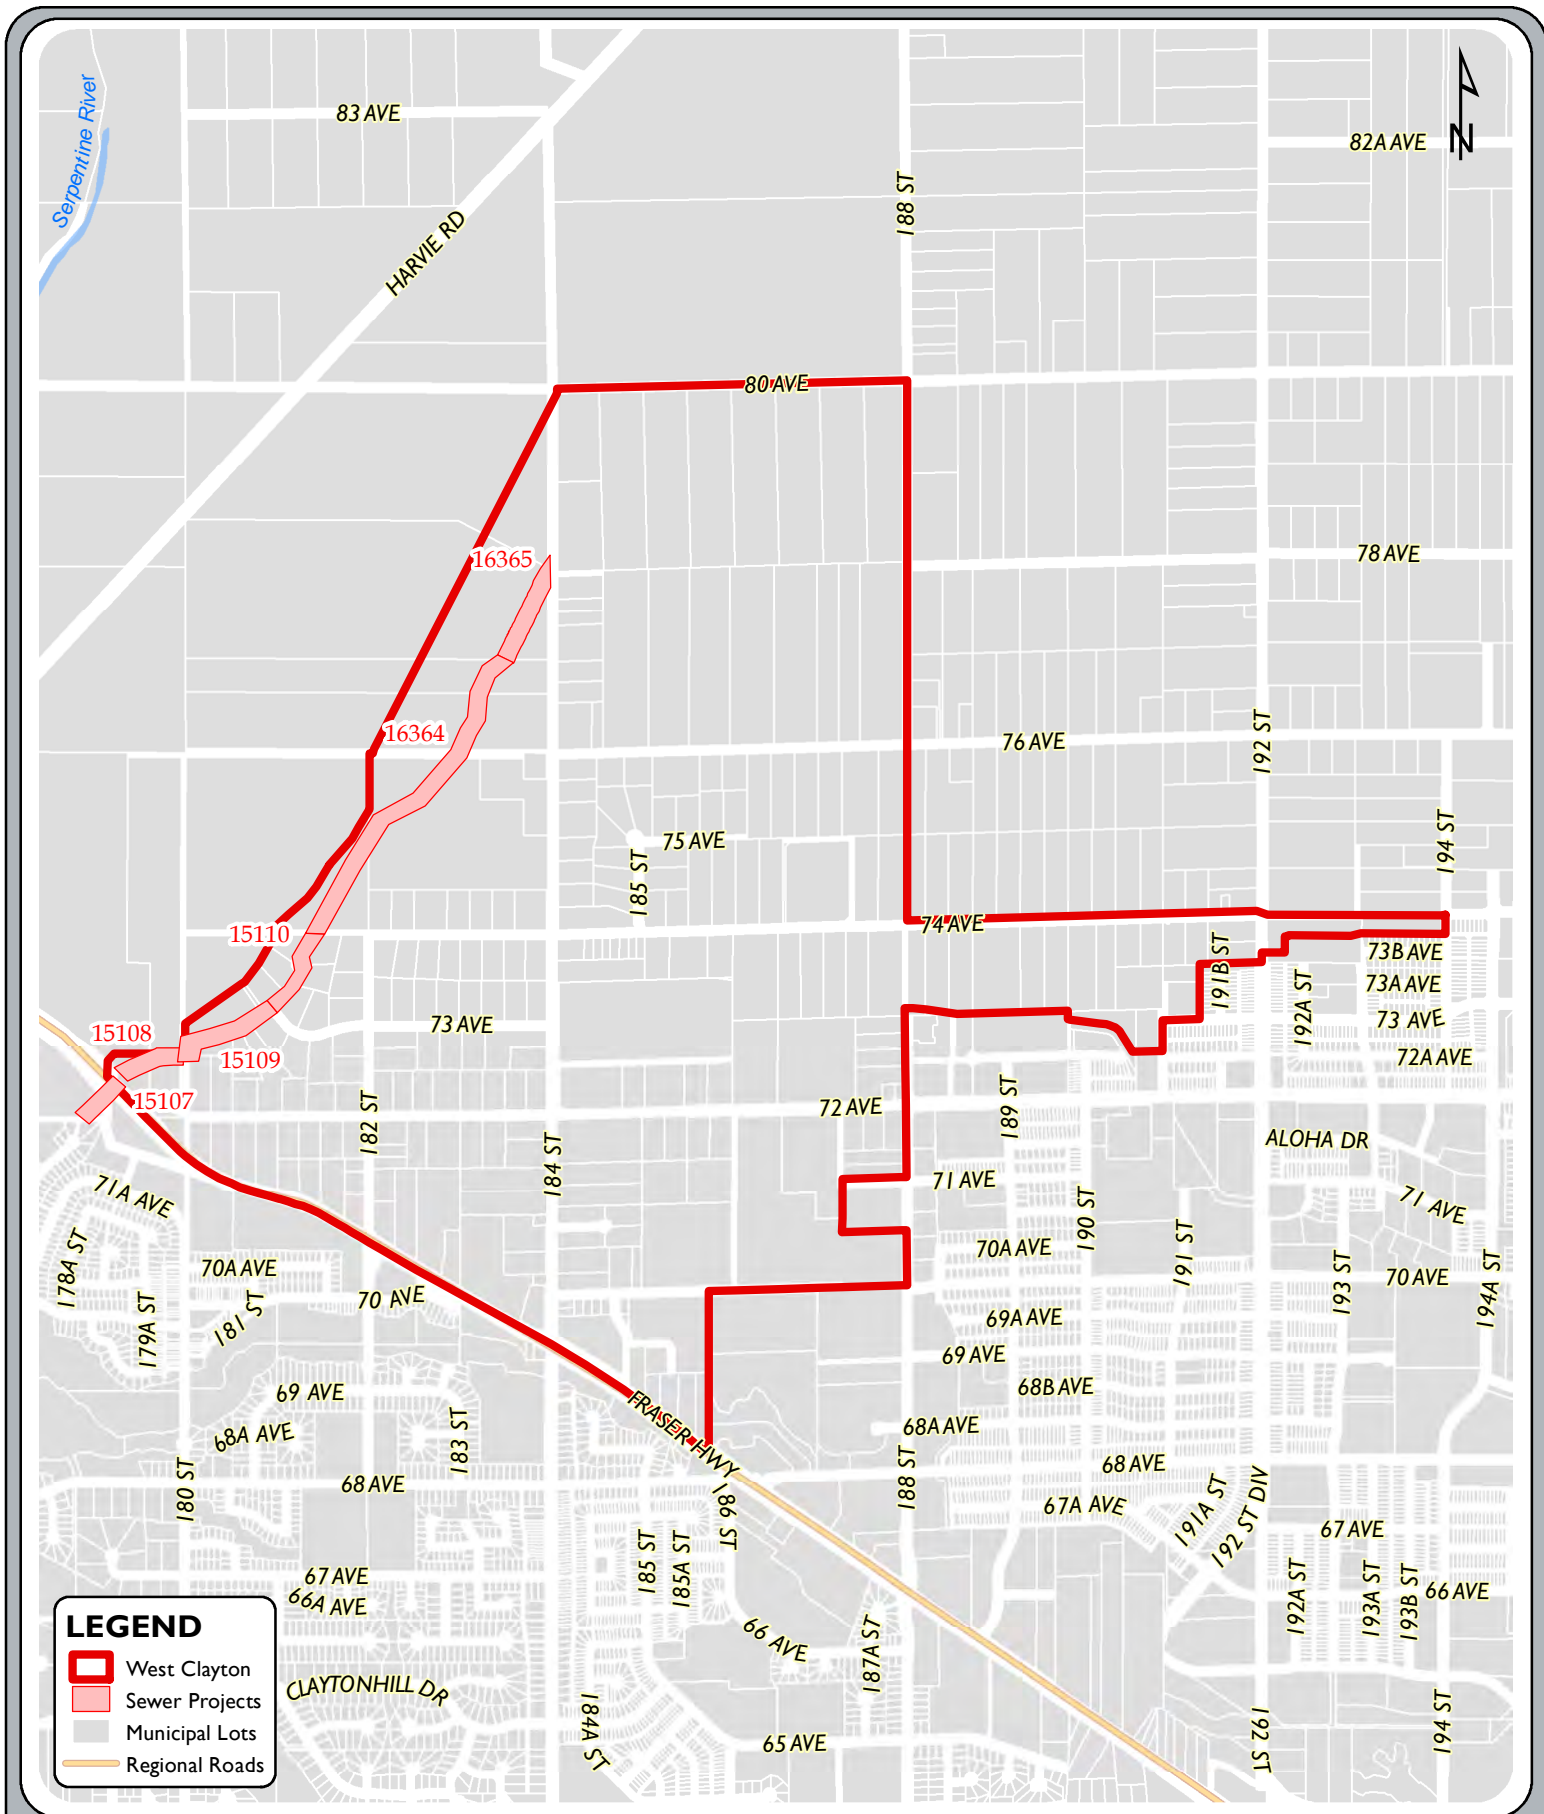 83 AVE
82A AVE
N
Serpentine River
188 ST
HARVIE RD
80 AVE
16365
78 AVE
16364
76 AVE
192 ST
75 AVE
185 ST
194 ST
15110
74 AVE
73B AVE
191B ST
73A AVE
192A ST
73 AVE
73 AVE
15108
15109
72A AVE
15107
72 AVE
182 ST
189 ST
184 ST
ALOHA DR
71A AVE
71 AVE
71 AVE
190 ST
178A ST
70A AVE
70A AVE
191 ST
70 AVE
193 ST
194A ST
70 AVE
179A ST
181 ST
69A AVE
69 AVE
69 AVE
68B AVE
FRASER HWY
68A AVE
183 ST
68A AVE
68 AVE
180 ST
68 AVE
188 ST
186 ST
67A AVE
191A ST
192 ST DIV
67 AVE
185 ST
185A ST
67 AVE
66A AVE
192A ST
193A ST
193B ST
66 AVE
66 AVE
187A ST
CLAYTONHILL DR
184A ST
65 AVE
192 ST
194 ST
LEGEND
West Clayton
Sewer Projects
Municipal Lots
Regional Roads